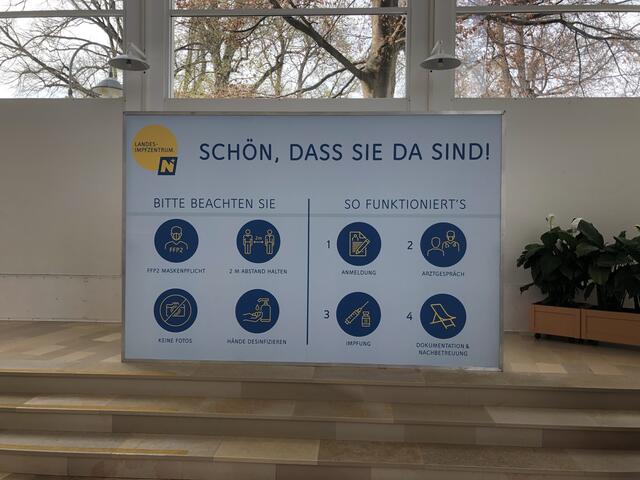 LANDES-
IMPFZENTRUM.
N
SCHÖN, DASS SIE DA SIND!
BITTE BEACHTEN SIE
FFP2
FFP2 MASKENPFLICHT
2m
2 M ABSTAND HALTEN
KEINE FOTOS
HÄNDE DESINFIZIEREN
SO FUNKTIONIERT'S
1
ANMELDUNG
2
ARZTGESPRÄCH
3
IMPFUNG
4
DOKUMENTATION &
NACHBETREUUNG